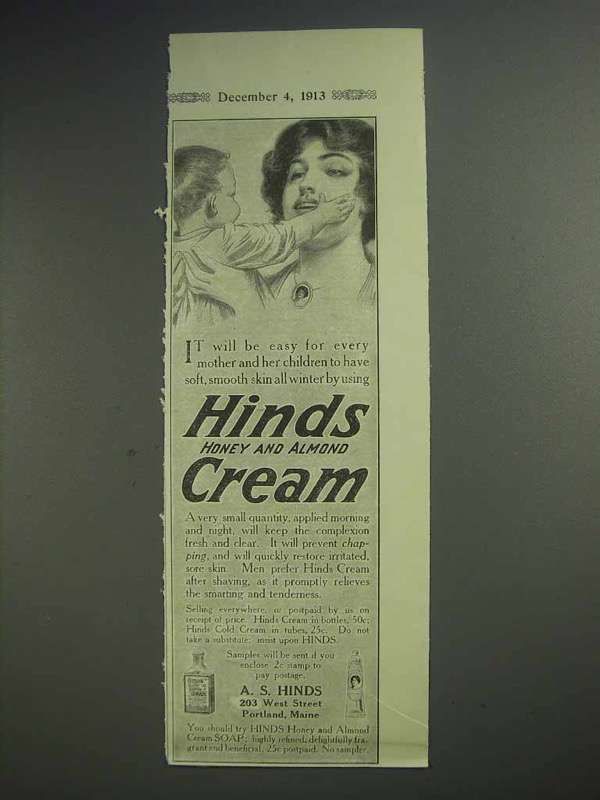 December 4, 1913
IT will be easy for every
mother and her children to have
soft, smooth skin all winter by using
Hinds
HONEY AND ALMOND
Cream
A very small quantity, applied morning
and night, will keep the complexion
fresh and clear. It will prevent chap-
ping, and will quickly restore irritated,
sore skin. Men prefer Hinds Cream
after shaving, as it promptly relieves
the smarting and tenderness.
Selling everywhere, or postpaid by us on
receipt of price. Hinds Cream in bottles, 50c;
Hinds Cold Cream in tubes, 25c. Do not
take a substitute; insist upon HINDS.
Samples will be sent if you
enclose 2c stamp to
pay postage.
A. S. HINDS
203 West Street
Portland, Maine
You should try HINDS Honey and Almond
Cream SOAP; highly refined, delightfully fra-
grant and beneficial, 25c postpaid. No sampler.